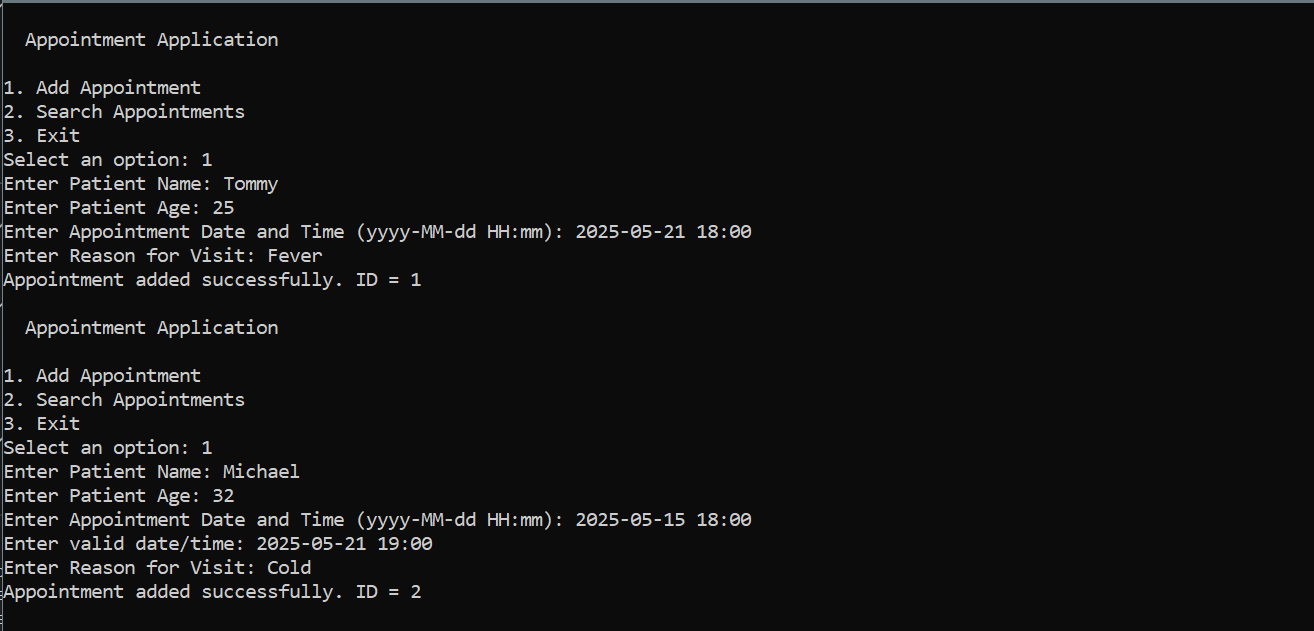 Appointment Application
1. Add Appointment
2. Search Appointments
3. Exit
Select an option: 1
Enter Patient Name: Tommy
Enter Patient Age: 25
Enter Appointment Date and Time (yyyy-MM-dd HH:mm): 2025-05-21 18:00
Enter Reason for Visit: Fever
Appointment added successfully. ID = 1
Appointment Application
1. Add Appointment
2. Search Appointments
3. Exit
Select an option: 1
Enter Patient Name: Michael
Enter Patient Age: 32
Enter Appointment Date and Time (yyyy-MM-dd HH:mm): 2025-05-15 18:00
Enter valid date/time: 2025-05-21 19:00
Enter Reason for Visit: Cold
Appointment added successfully. ID = 2